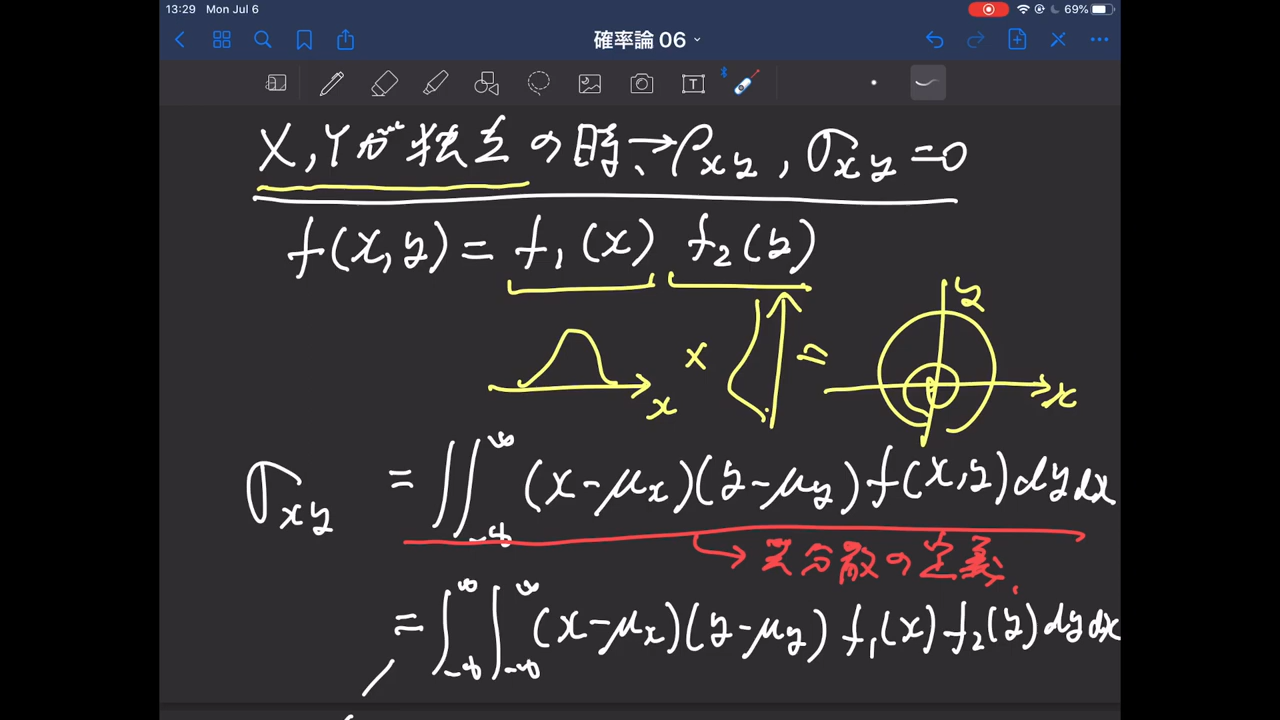 13:29 Mon Jul 6 69%
確率論 06
X,Yが独立の時、→ρxy, σxy=0
f(x,y)=f₁(x) f₂(y)
x × = y x
σxy =∬^∞_-∞ (x-μx)(y-μy)f(x,y)dydx
→共分散の定義.
=∫^∞_-∞∫^∞_-∞(x-μx)(y-μy) f₁(x) f₂(y)dydx